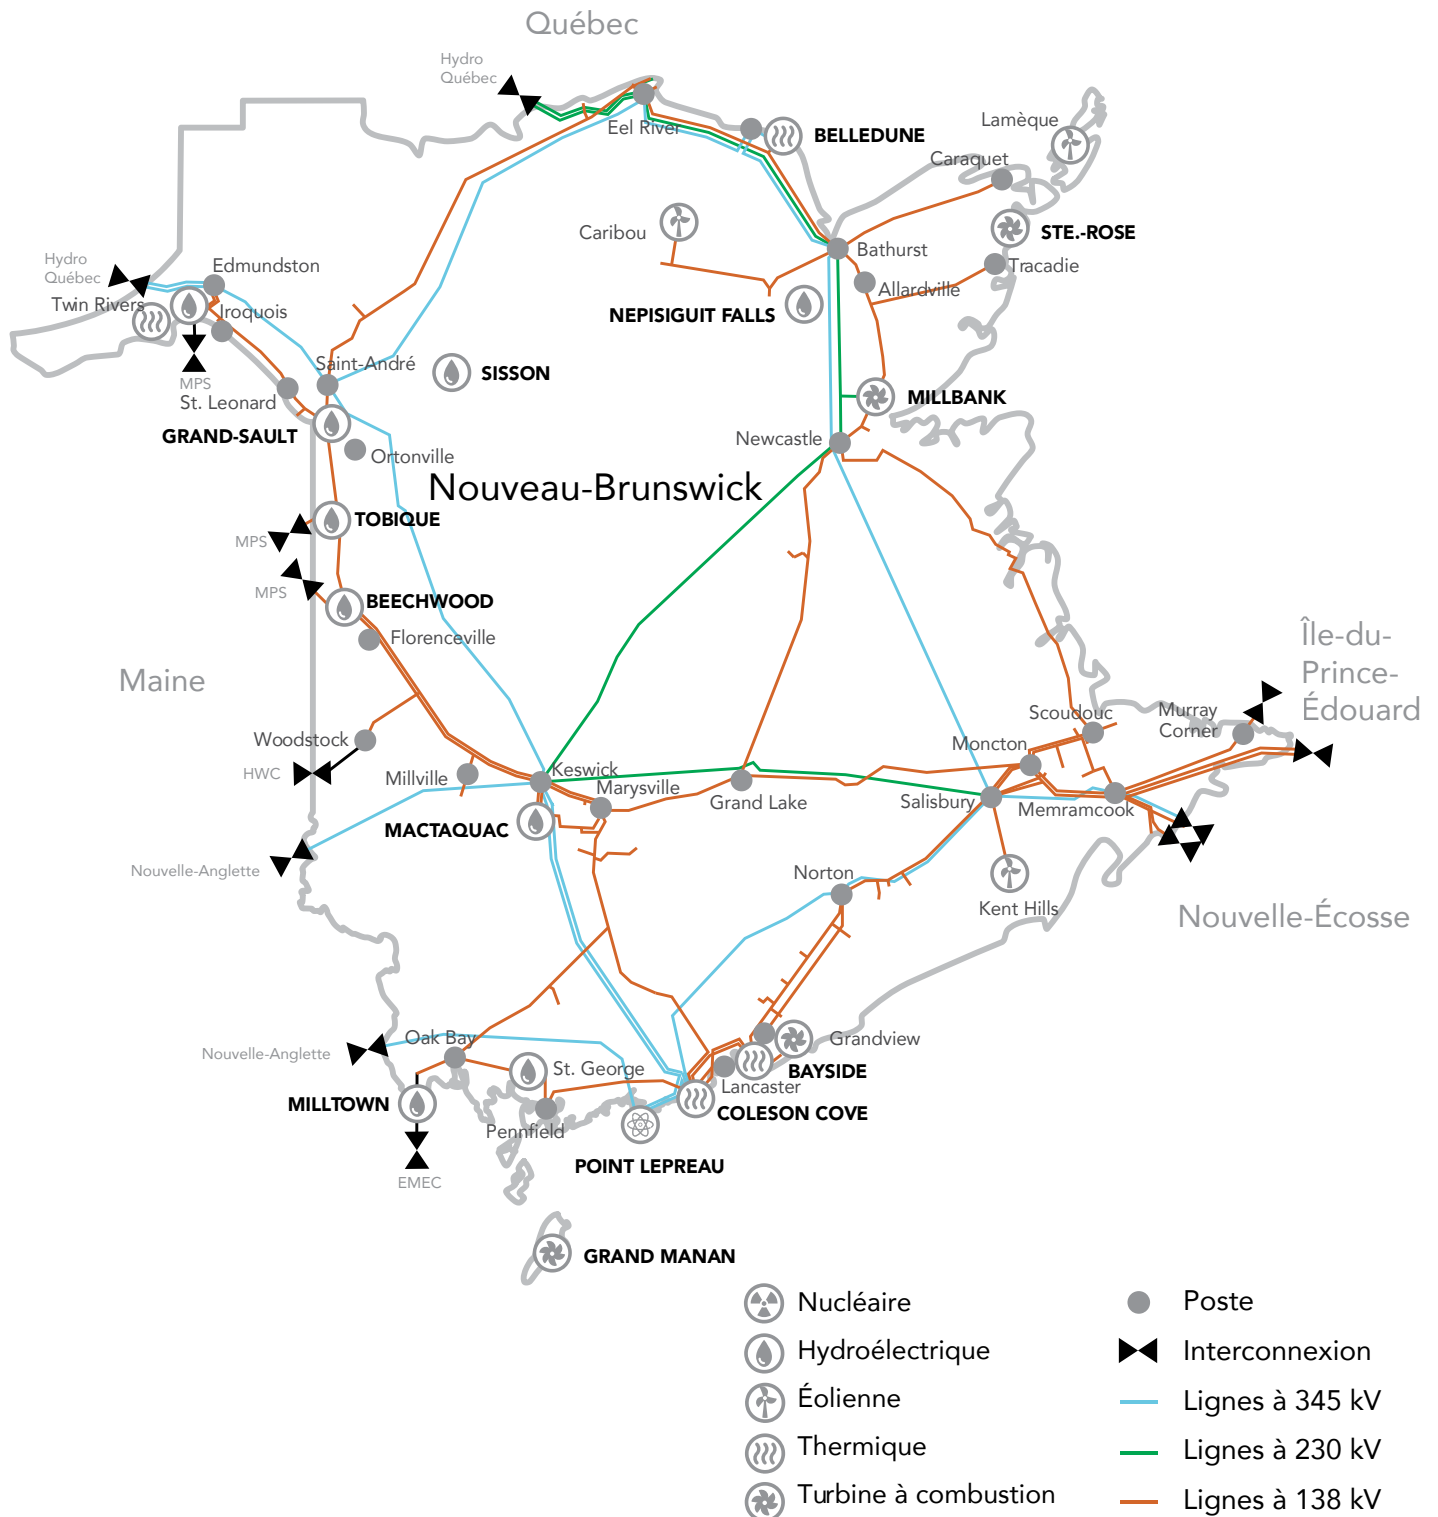 Québec
Hydro
Québec
Eel River
BELLEDUNE
Lamèque
Caraquet
Caribou
STE.-ROSE
Bathurst
Tracadie
Allardville
NEPISIGUIT FALLS
Hydro
Québec
Edmundston
Twin Rivers
Iroquois
MPS
Saint-André
SISSON
St. Leonard
MILLBANK
GRAND-SAULT
Newcastle
Ortonville
Nouveau-Brunswick
TOBIQUE
MPS
MPS
BEECHWOOD
Florenceville
Île-du-
Prince-
Édouard
Maine
Woodstock
HWC
Millville
Keswick
Marysville
Grand Lake
Scoudouc
Murray
Corner
Moncton
Salisbury
Memramcook
MACTAQUAC
Nouvelle-Anglette
Norton
Kent Hills
Nouvelle-Écosse
Nouvelle-Anglette
Oak Bay
St. George
Grandview
BAYSIDE
Lancaster
COLESON COVE
MILLTOWN
Pennfield
POINT LEPREAU
EMEC
GRAND MANAN
Nucléaire
Hydroélectrique
Éolienne
Thermique
Turbine à combustion
Poste
Interconnexion
Lignes à 345 kV
Lignes à 230 kV
Lignes à 138 kV